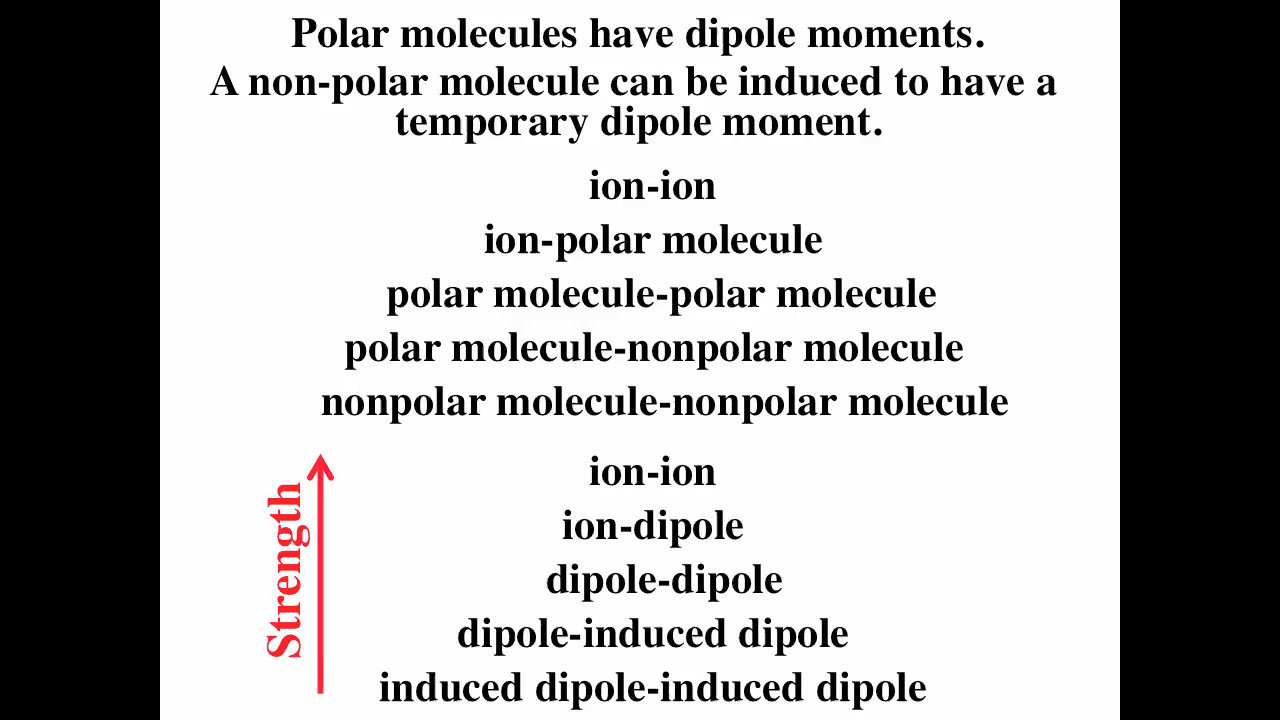 Polar molecules have dipole moments.
A non-polar molecule can be induced to have a
temporary dipole moment.
ion-ion
ion-polar molecule
polar molecule-polar molecule
polar molecule-nonpolar molecule
nonpolar molecule-nonpolar molecule
Strength
ion-ion
ion-dipole
dipole-dipole
dipole-induced dipole
induced dipole-induced dipole